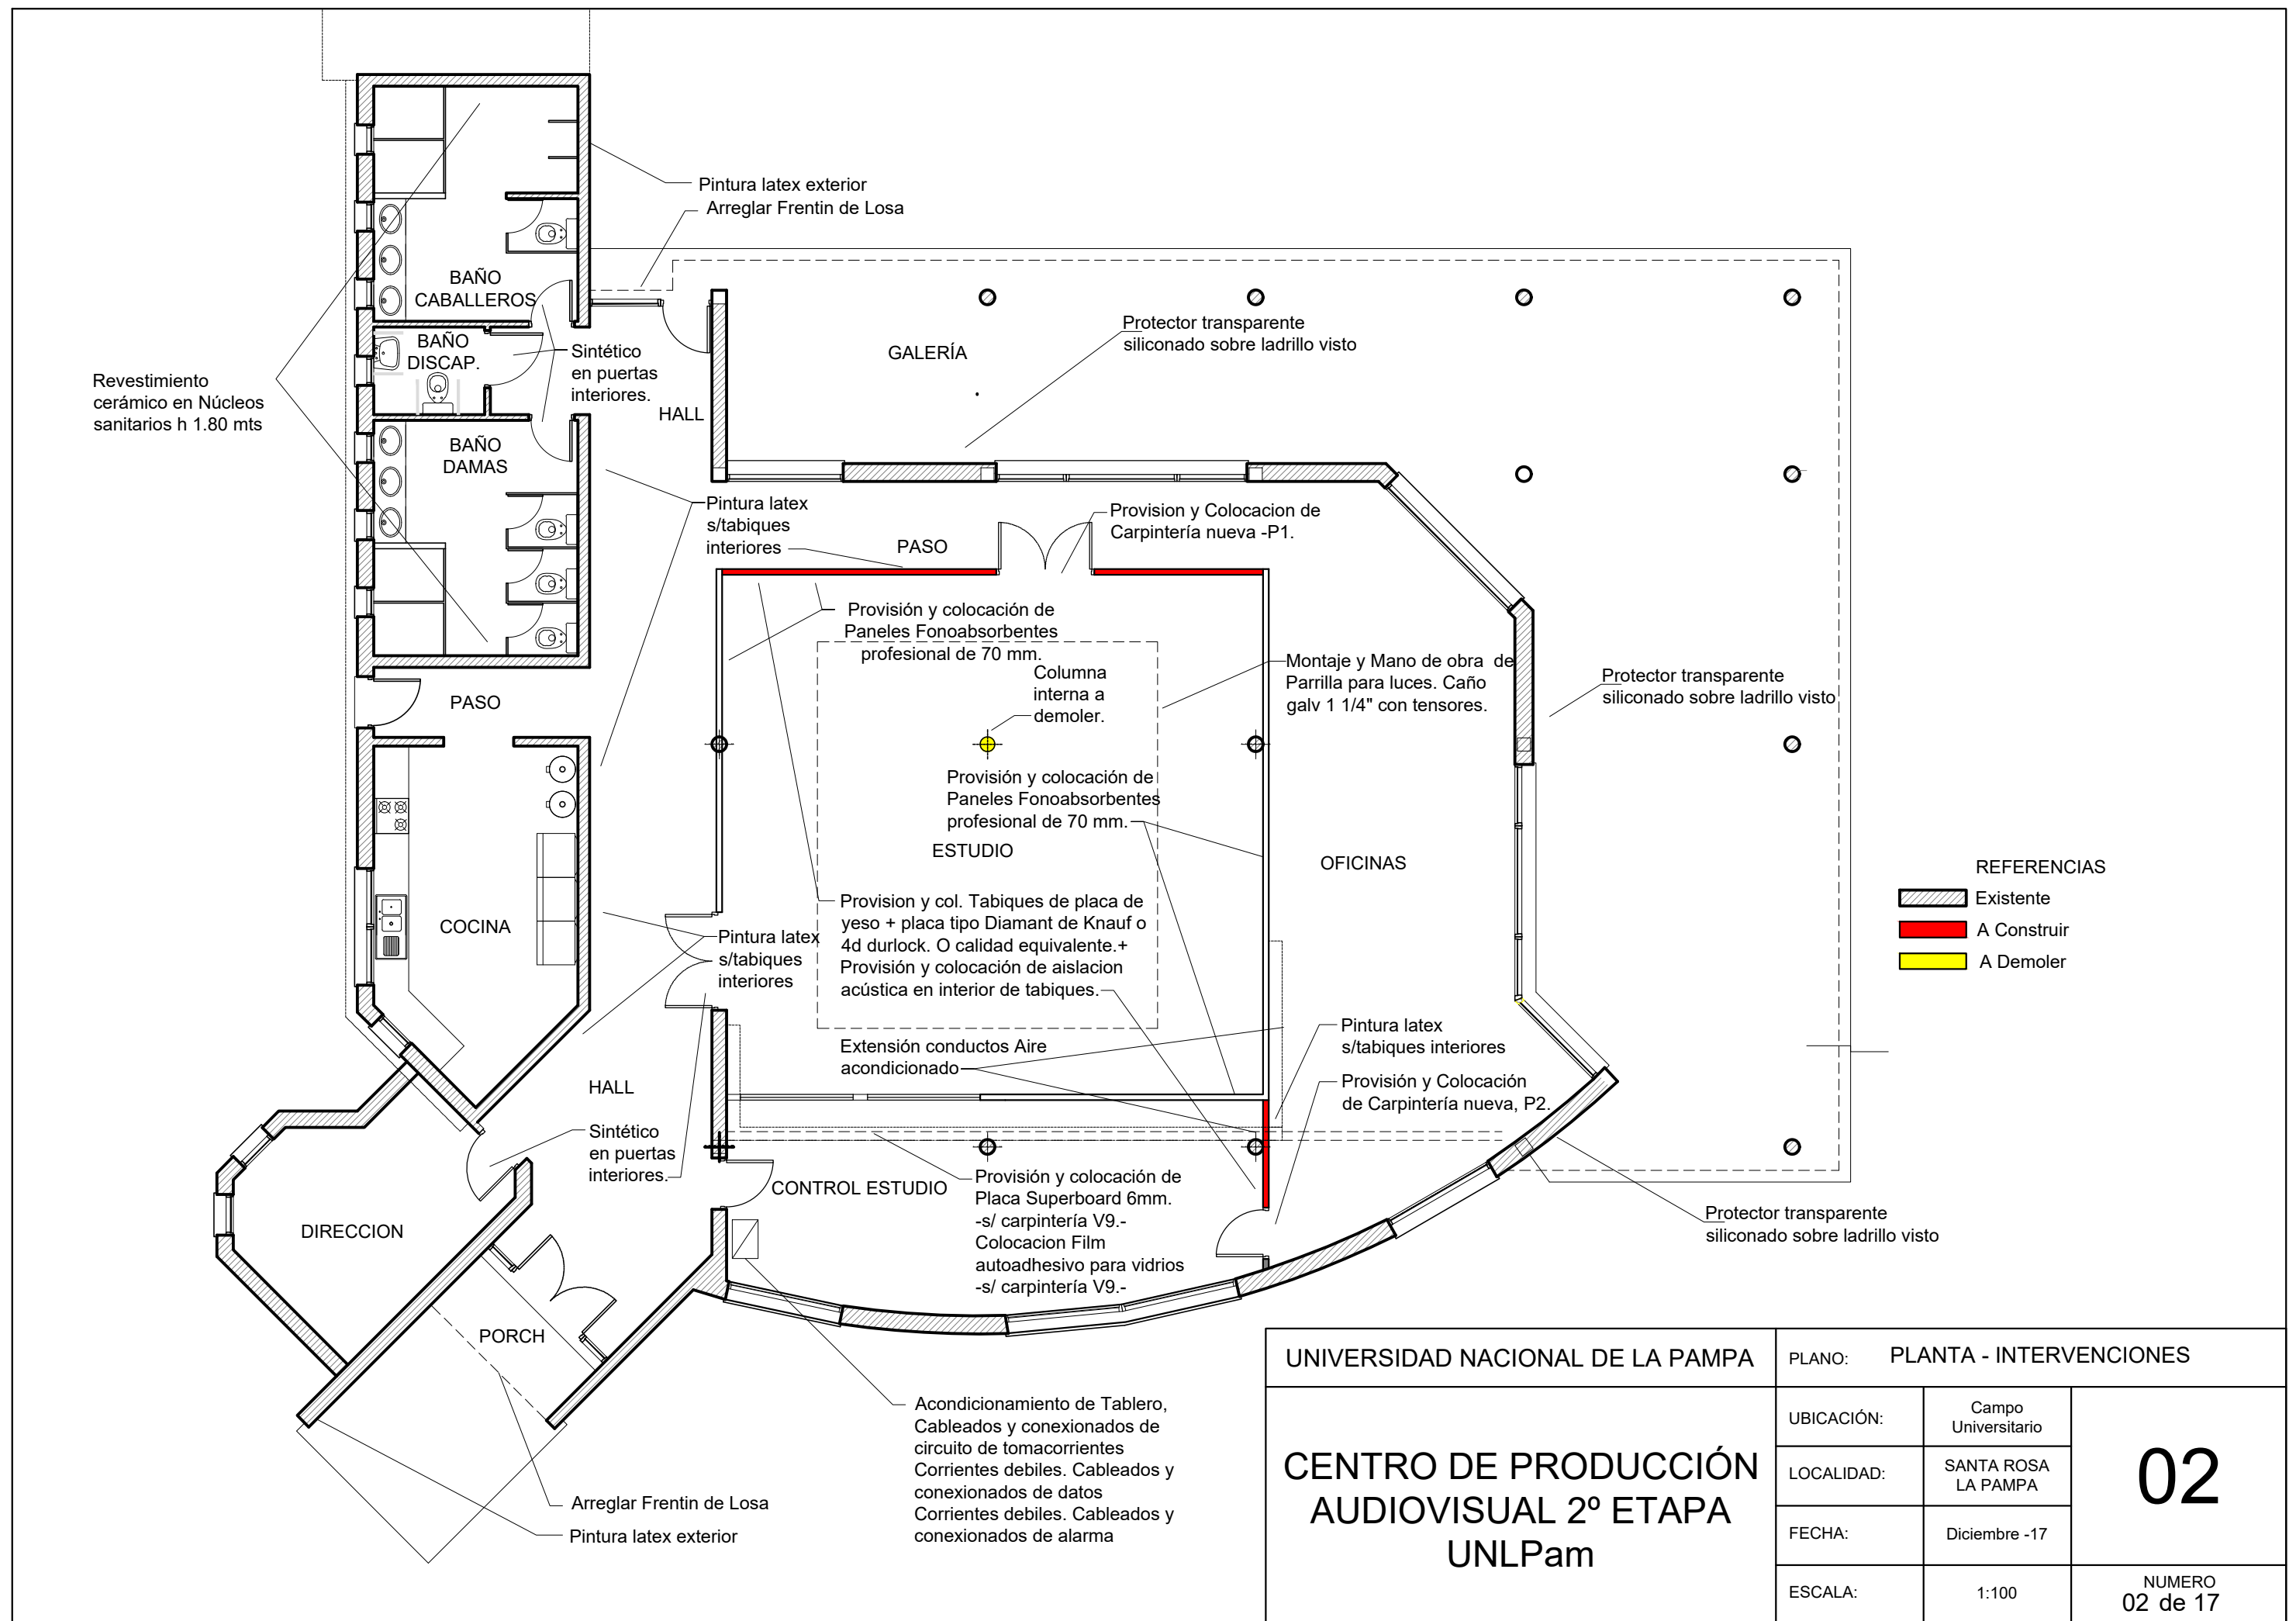 Pintura latex exterior
Arreglar Frentin de Losa
BAÑO
CABALLEROS
BAÑO
DISCAP.
Sintético
en puertas
interiores.
HALL
Revestimiento
cerámico en Núcleos
sanitarios h 1.80 mts
BAÑO
DAMAS
GALERÍA
Protector transparente
siliconado sobre ladrillo visto
Pintura latex
s/tabiques
interiores
PASO
Provision y Colocacion de
Carpintería nueva -P1.
Provisión y colocación de
Paneles Fonoabsorbentes
profesional de 70 mm.
Columna
interna a
demoler.
Montaje y Mano de obra de
Parrilla para luces. Caño
galv 1 1/4" con tensores.
Protector transparente
siliconado sobre ladrillo visto
PASO
Provisión y colocación de
Paneles Fonoabsorbentes
profesional de 70 mm.
ESTUDIO
OFICINAS
REFERENCIAS
Existente
A Construir
A Demoler
COCINA
Pintura latex
s/tabiques
interiores
Provision y col. Tabiques de placa de
yeso + placa tipo Diamant de Knauf o
4d durlock. O calidad equivalente.+
Provisión y colocación de aislacion
acústica en interior de tabiques.
Extensión conductos Aire
acondicionado
Pintura latex
s/tabiques interiores
Provisión y Colocación
de Carpintería nueva, P2.
HALL
Sintético
en puertas
interiores.
CONTROL ESTUDIO
Provisión y colocación de
Placa Superboard 6mm.
-s/ carpintería V9.-
Colocacion Film
autoadhesivo para vidrios
-s/ carpintería V9.-
Protector transparente
siliconado sobre ladrillo visto
DIRECCION
PORCH
Acondicionamiento de Tablero,
Cableados y conexionados de
circuito de tomacorrientes
Corrientes debiles. Cableados y
conexionados de datos
Corrientes debiles. Cableados y
conexionados de alarma
Arreglar Frentin de Losa
Pintura latex exterior
UNIVERSIDAD NACIONAL DE LA PAMPA
CENTRO DE PRODUCCIÓN
AUDIOVISUAL 2º ETAPA
UNLPam
PLANO: PLANTA - INTERVENCIONES
UBICACIÓN: Campo
Universitario
LOCALIDAD: SANTA ROSA
LA PAMPA
FECHA: Diciembre -17
ESCALA: 1:100
02
NUMERO
02 de 17